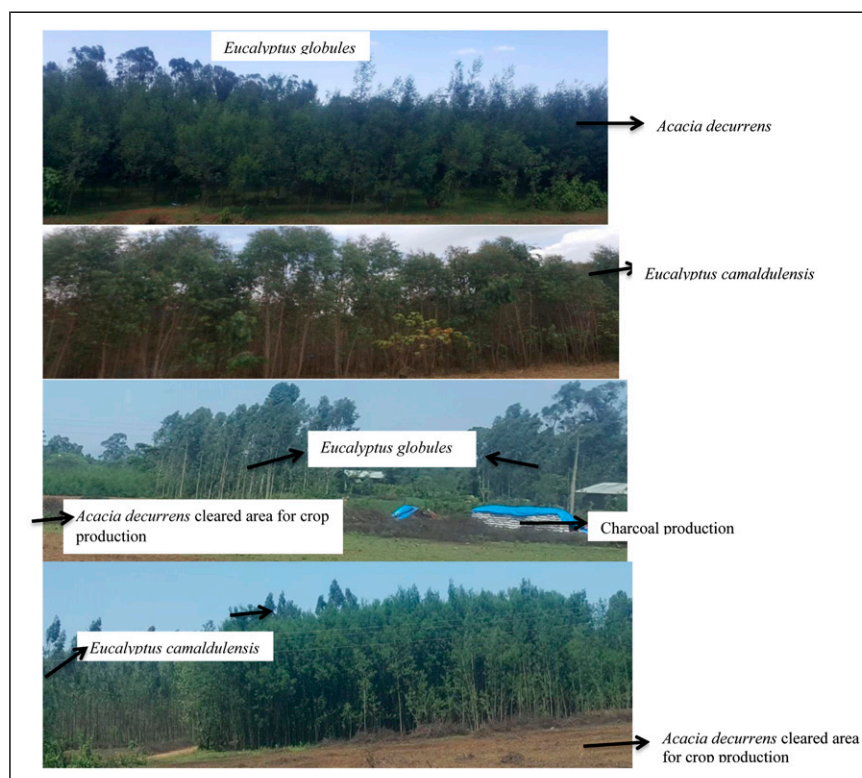 Eucalyptus globules
Acacia decurrens
Eucalyptus camaldulensis
Eucalyptus globules
Acacia decurrens cleared area for crop
production
Charcoal production
Eucalyptus camaldulensis
Acacia decurrens cleared area
for crop production